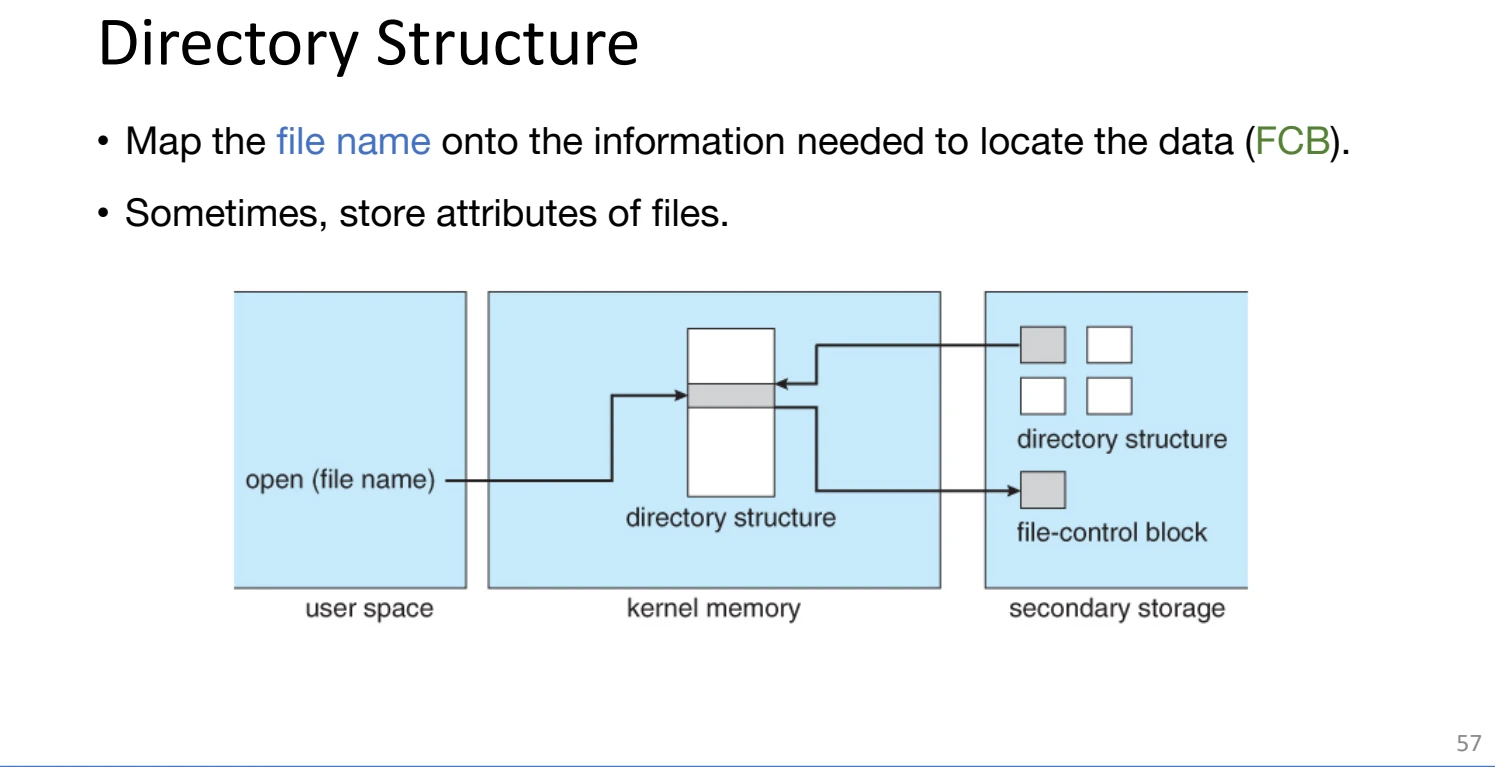 Directory Structure
• Map the file name onto the information needed to locate the data (FCB).
• Sometimes, store attributes of files.
open (file name)
directory structure
directory structure
file-control block
user space
kernel memory
secondary storage
57